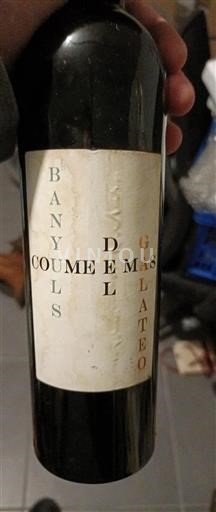 BANYULS
COUME E MAS
DEL
GALATEO